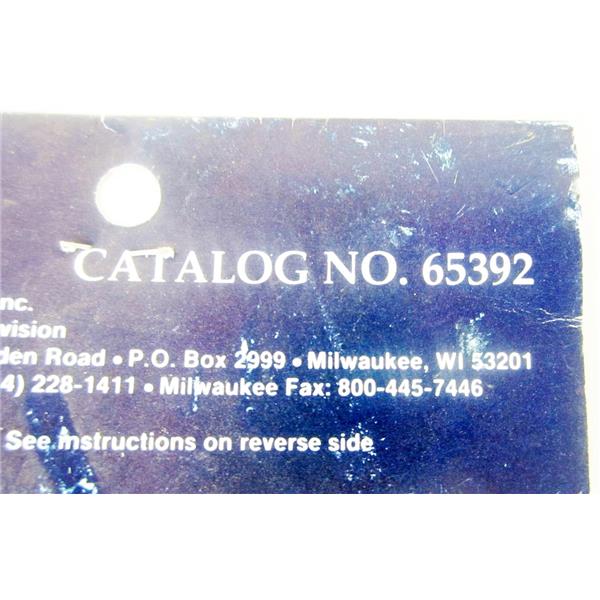 CATALOG NO. 65392
nc.
vision
den Road • P.O. Box 2999 • Milwaukee, WI 53201
4) 228-1411 • Milwaukee Fax: 800-445-7446
See instructions on reverse side